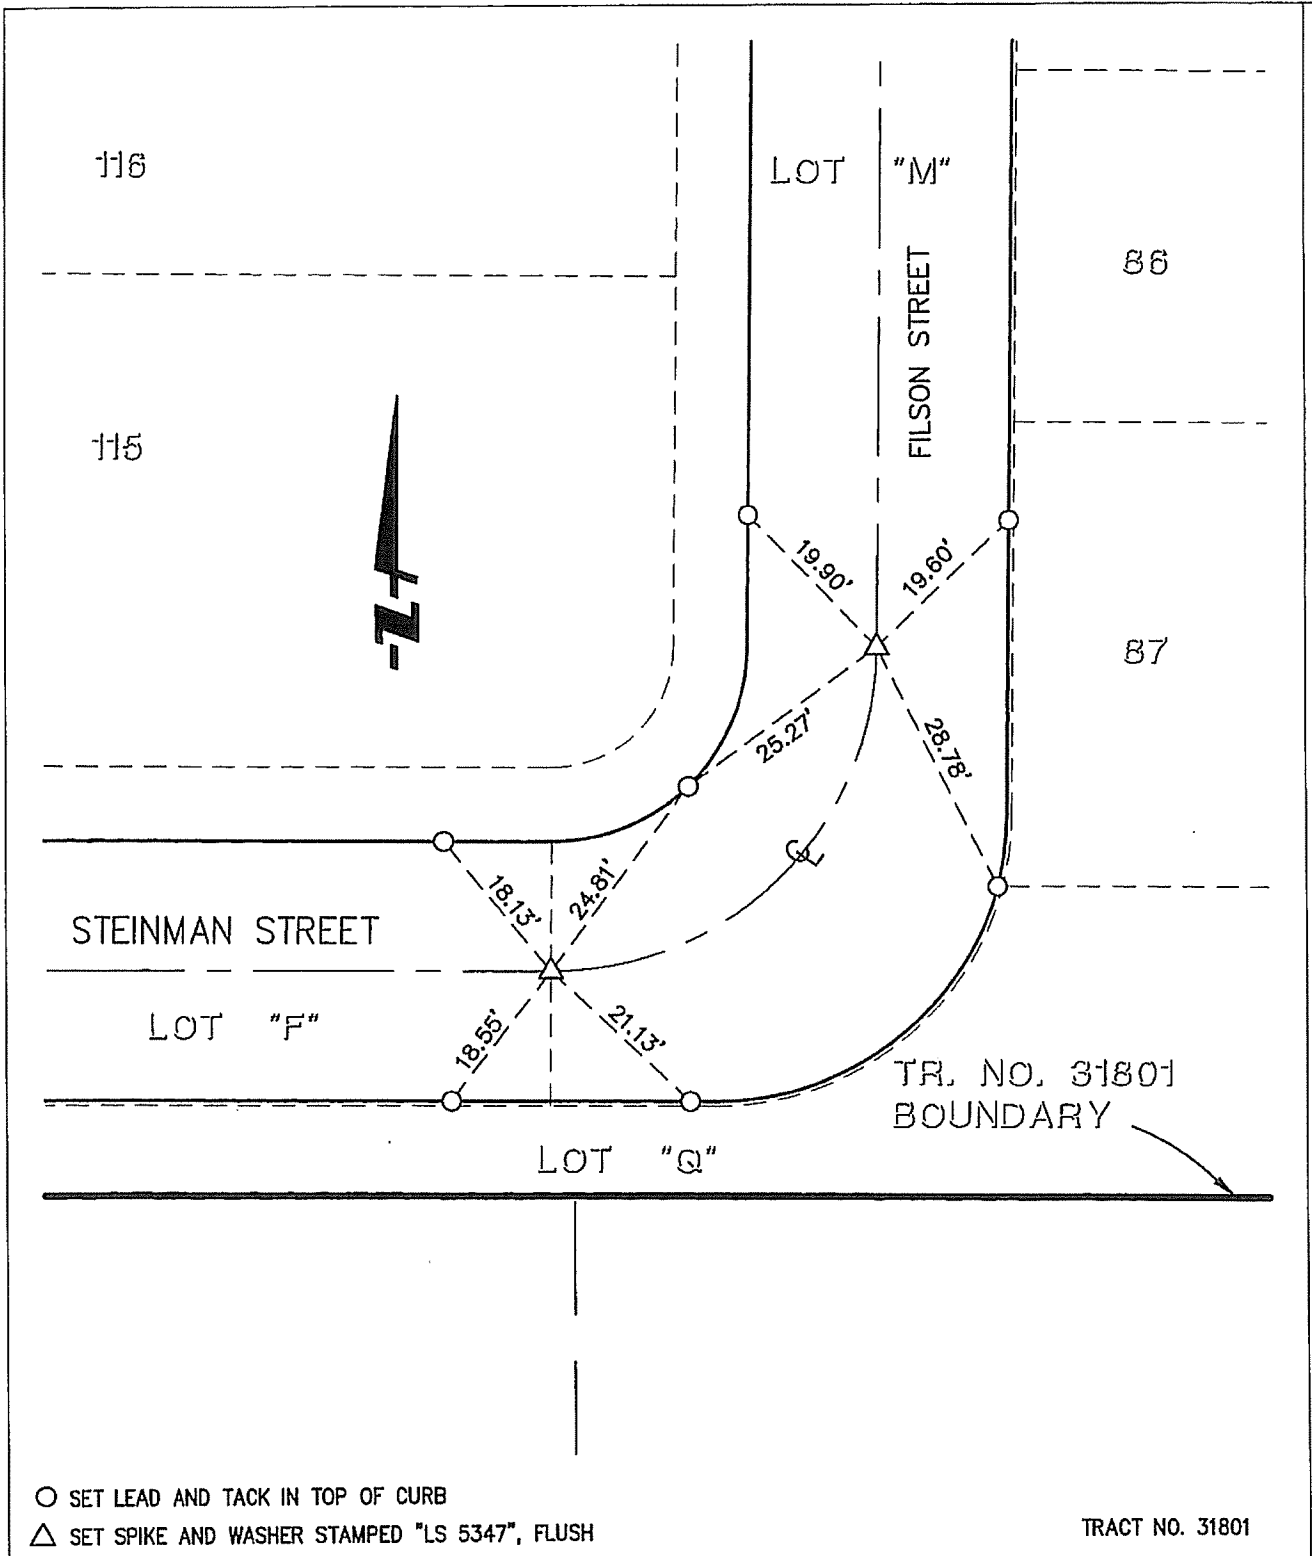 116
LOT "M"
86
FILSON STREET
115
19.90'
19.60'
87
25.27'
28.78'
CL
18.13'
24.81'
STEINMAN STREET
LOT "F"
18.55'
21.13'
TR. NO. 31801
BOUNDARY
LOT "Q"
N
SET LEAD AND TACK IN TOP OF CURB
SET SPIKE AND WASHER STAMPED "LS 5347", FLUSH
TRACT NO. 31801